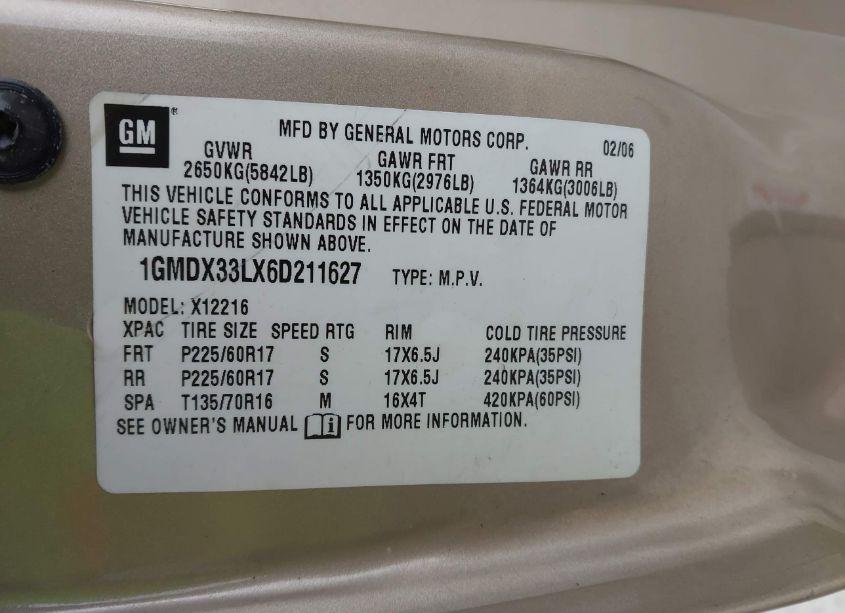 GM ®
MFD BY GENERAL MOTORS CORP. 02/06
GVWR GAWR FRT GAWR RR
2650KG(5842LB) 1350KG(2976LB) 1364KG(3006LB)
THIS VEHICLE CONFORMS TO ALL APPLICABLE U.S. FEDERAL MOTOR
VEHICLE SAFETY STANDARDS IN EFFECT ON THE DATE OF
MANUFACTURE SHOWN ABOVE.
1GMDX33LX6D211627 TYPE: M.P.V.
MODEL: X12216
XPAC TIRE SIZE SPEED RTG RIM COLD TIRE PRESSURE
FRT P225/60R17 S 17X6.5J 240KPA(35PSI)
RR P225/60R17 S 17X6.5J 240KPA(35PSI)
SPA T135/70R16 M 16X4T 420KPA(60PSI)
SEE OWNER'S MANUAL i FOR MORE INFORMATION.